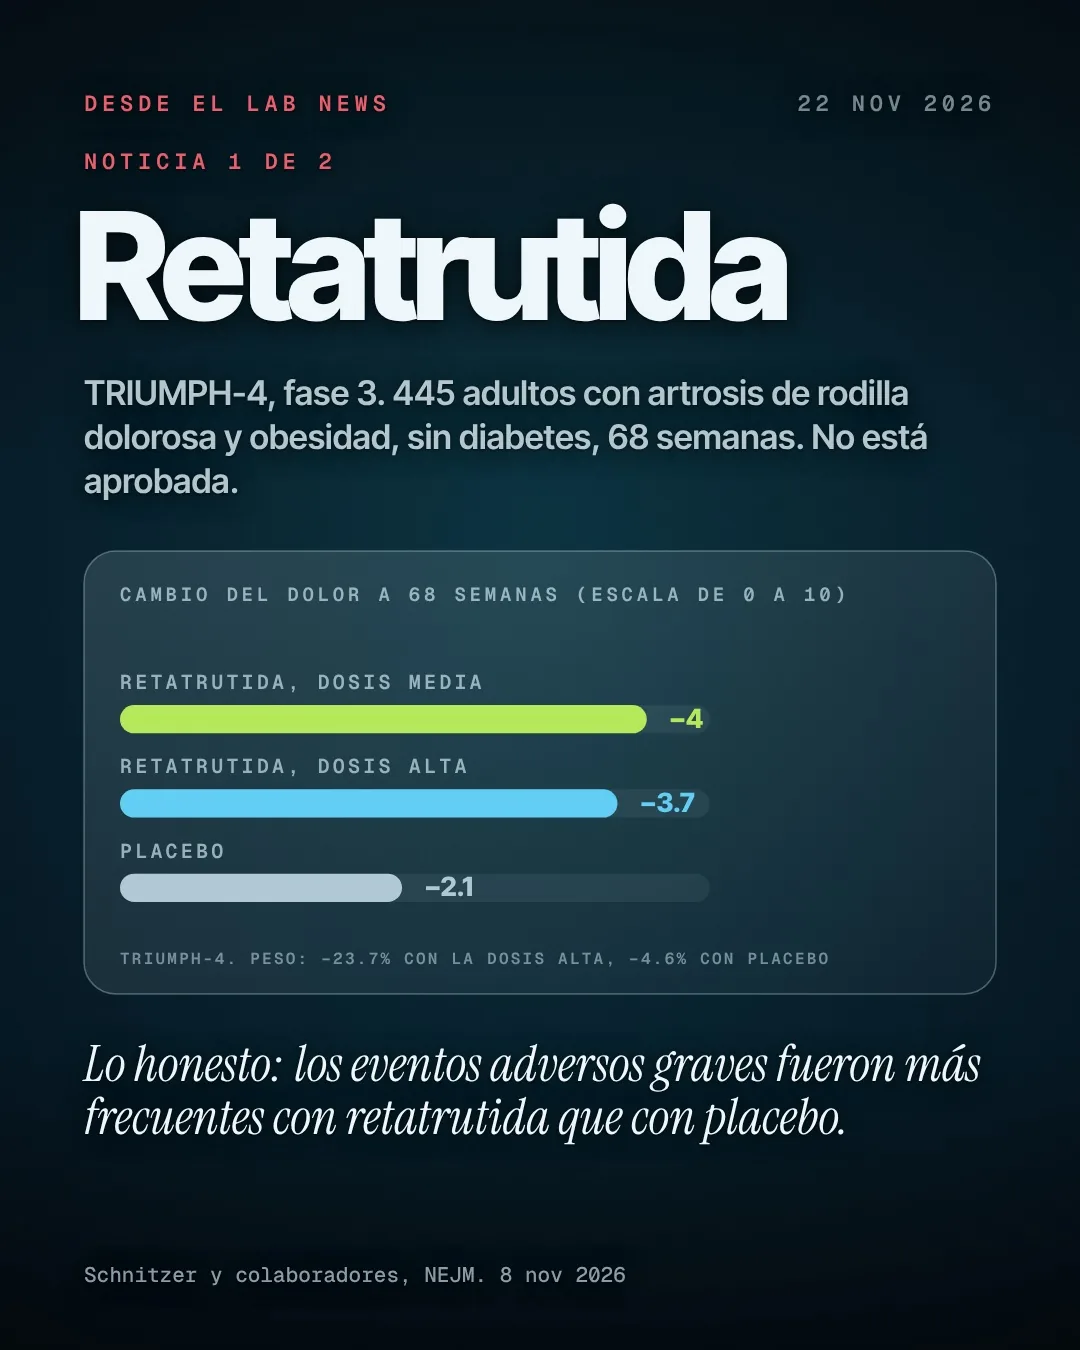 DESDE EL LAB NEWS
22 NOV 2026
NOTICIA 1 DE 2
Retatrutida
TRIUMPH-4, fase 3. 445 adultos con artrosis de rodilla
dolorosa y obesidad, sin diabetes, 68 semanas. No está
aprobada.
CAMBIO DEL DOLOR A 68 SEMANAS (ESCALA DE 0 A 10)
RETATRUTIDA, DOSIS MEDIA
−4
RETATRUTIDA, DOSIS ALTA
−3.7
PLACEBO
−2.1
TRIUMPH-4. PESO: −23.7% CON LA DOSIS ALTA, −4.6% CON PLACEBO
Lo honesto: los eventos adversos graves fueron más
frecuentes con retatrutida que con placebo.
Schnitzer y colaboradores, NEJM. 8 nov 2026